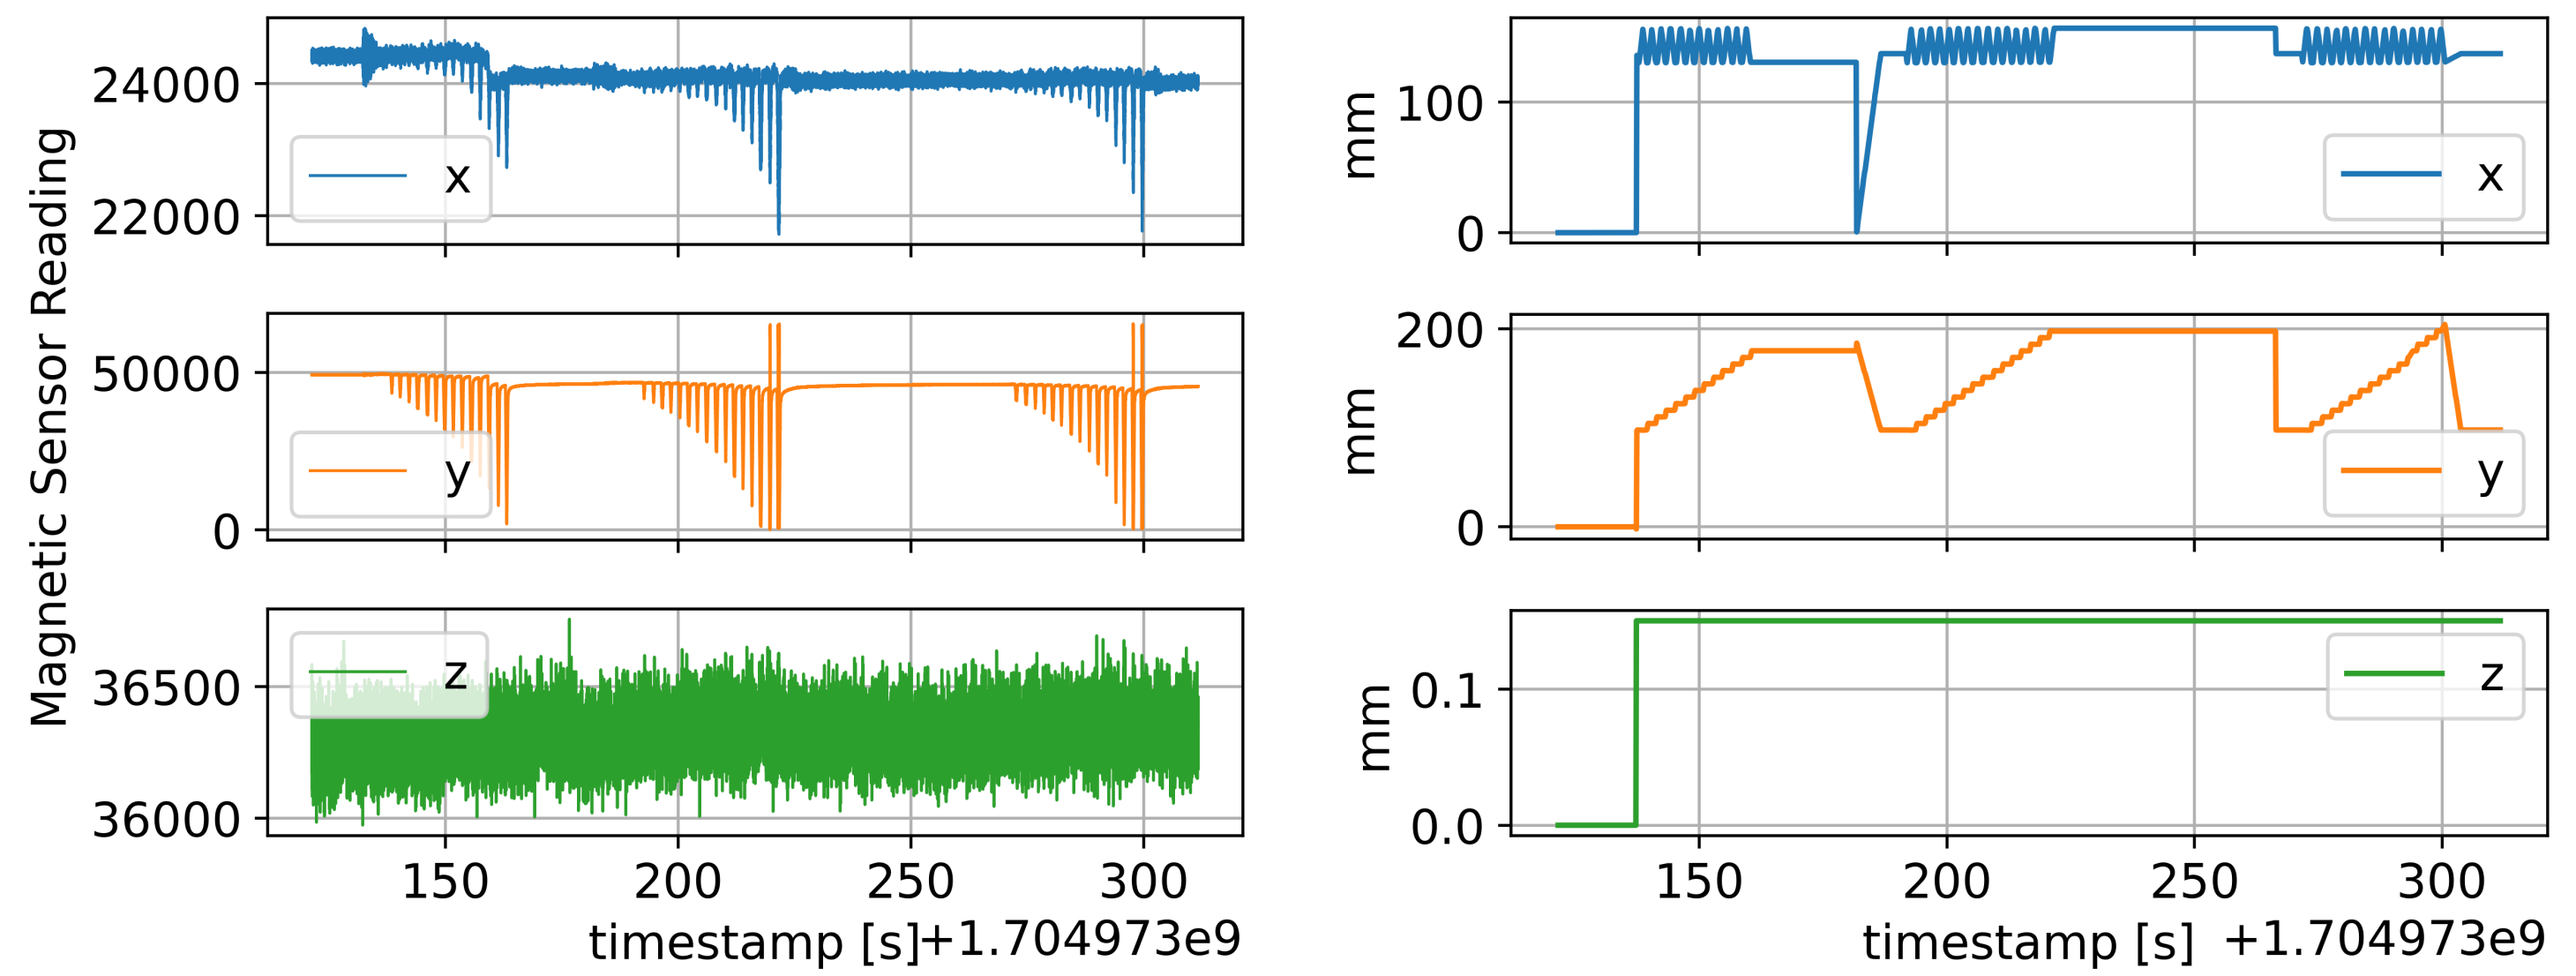 Magnetic Sensor Reading
24000
22000
x
50000
0
y
36500
36000
z
150 200 250 300
timestamp [s]+1.704973e9
mm
100
0
x
mm
200
0
y
mm
0.1
0.0
z
150 200 250 300
timestamp [s] +1.704973e9